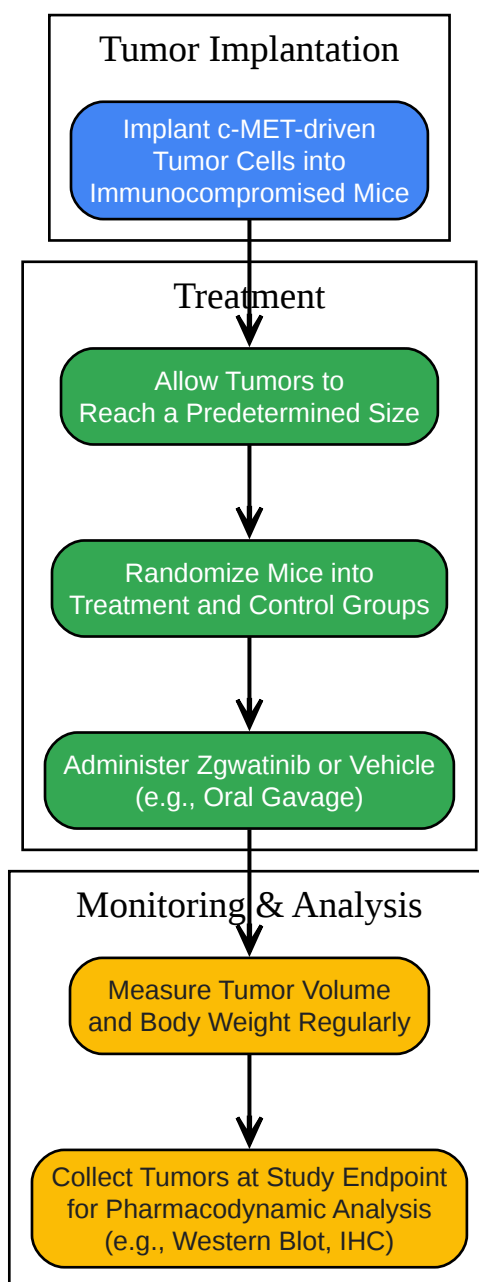 Tumor Implantation
Implant c-MET-driven
Tumor Cells into
Immunocompromised Mice
Treatment
Allow Tumors to
Reach a Predetermined Size
Randomize Mice into
Treatment and Control Groups
Administer Zgwatinib or Vehicle
(e.g., Oral Gavage)
Monitoring & Analysis
Measure Tumor Volume
and Body Weight Regularly
Collect Tumors at Study Endpoint
for Pharmacodynamic Analysis
(e.g., Western Blot, IHC)